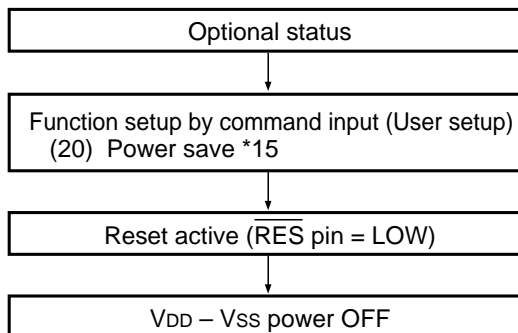 Optional status
Function setup by command input (User setup)
(20) Power save *15
Reset active (R̅E̅S̅ pin = LOW)
VDD – VSS power OFF